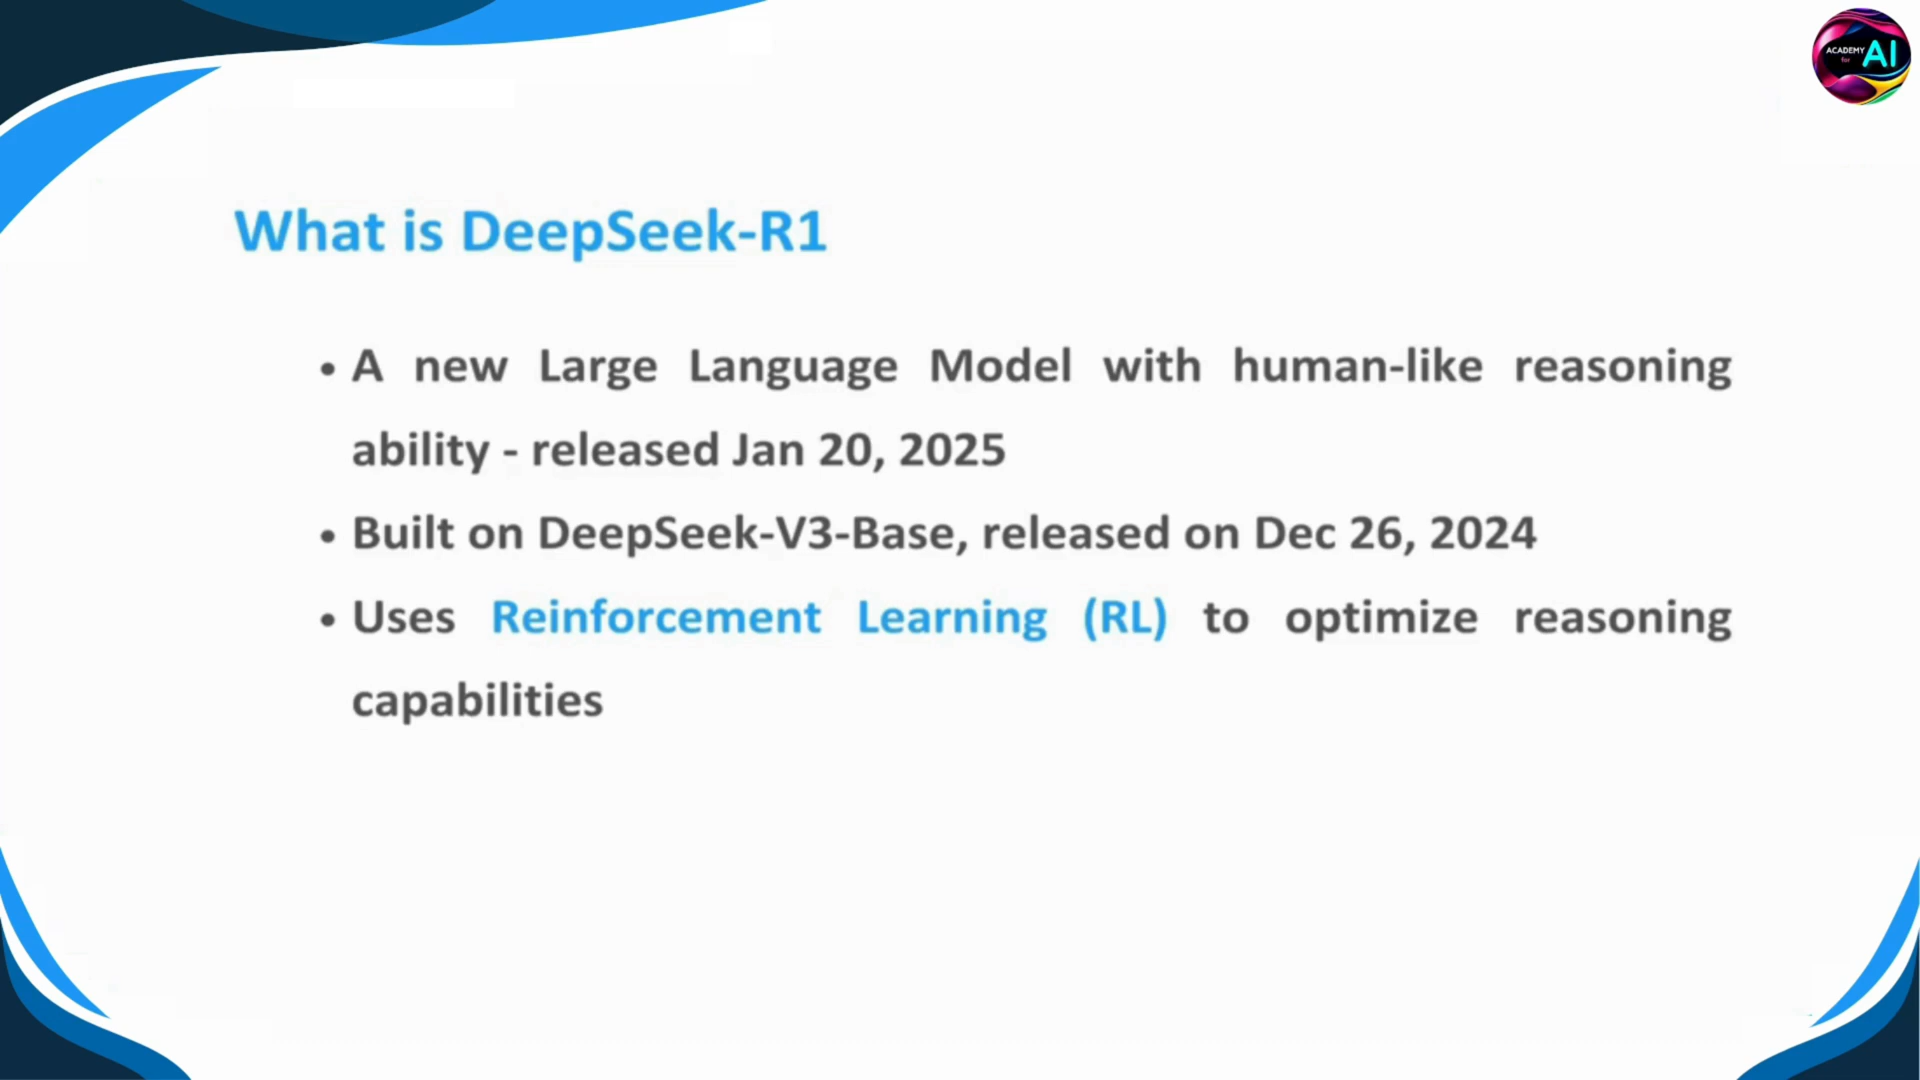 ACADEMY
for
AI
What is DeepSeek-R1
• A new Large Language Model with human-like reasoning
ability - released Jan 20, 2025
• Built on DeepSeek-V3-Base, released on Dec 26, 2024
• Uses Reinforcement Learning (RL) to optimize reasoning
capabilities